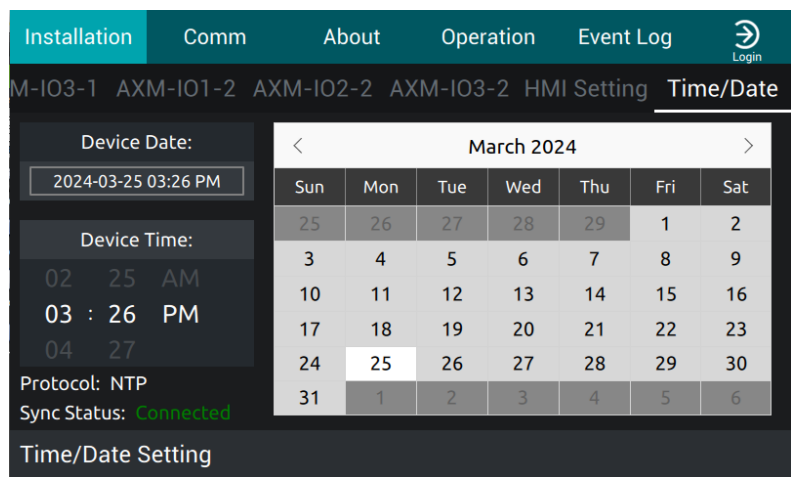 Installation Comm About Operation Event Log Login
M-IO3-1 AXM-IO1-2 AXM-IO2-2 AXM-IO3-2 HMI Setting Time/Date
Device Date:
2024-03-25 03:26 PM
Device Time:
02 25 AM
03 : 26 PM
04 27
Protocol: NTP
Sync Status: Connected
< March 2024 >
Sun Mon Tue Wed Thu Fri Sat
25 26 27 28 29 1 2
3 4 5 6 7 8 9
10 11 12 13 14 15 16
17 18 19 20 21 22 23
24 25 26 27 28 29 30
31 1 2 3 4 5 6
Time/Date Setting